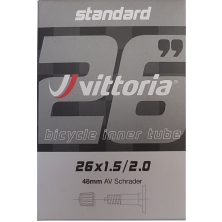 standard
26"
vittoria
bicycle inner tube
26x1.5/2.0
48mm AV Schrader